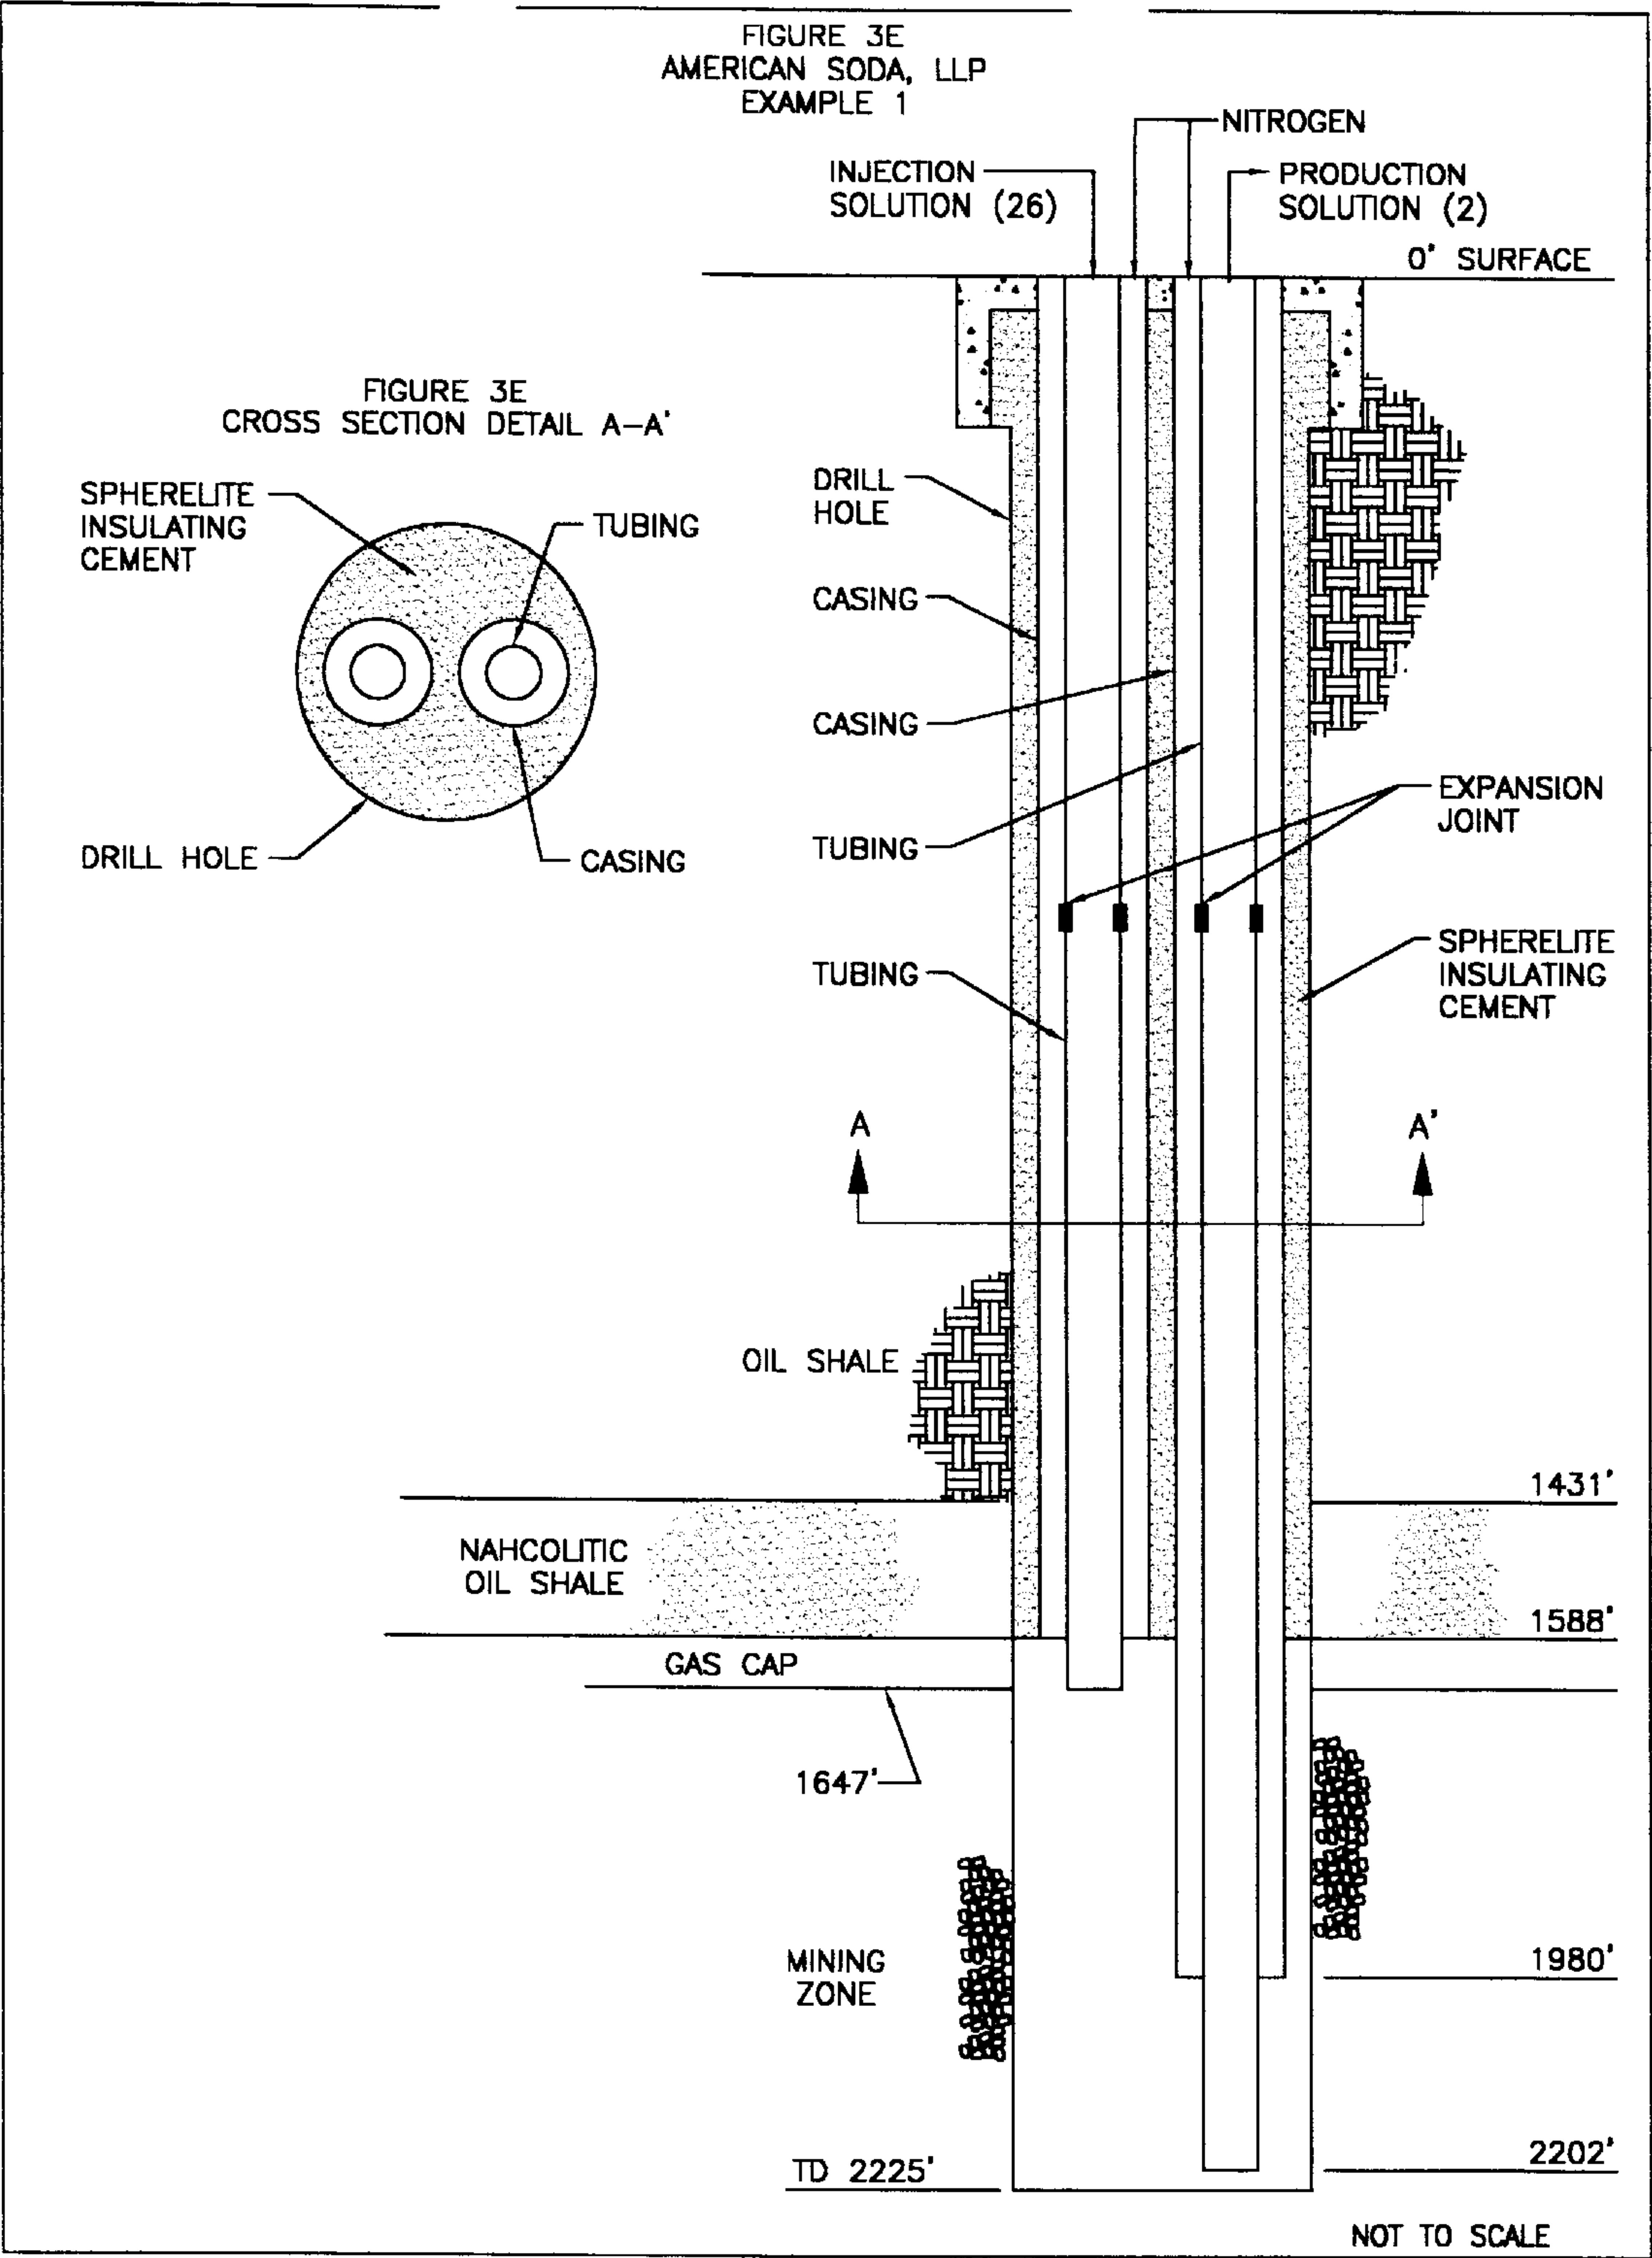 FIGURE 3E
AMERICAN SODA, LLP
EXAMPLE 1
NITROGEN
INJECTION
SOLUTION (26)
PRODUCTION
SOLUTION (2)
0' SURFACE
FIGURE 3E
CROSS SECTION DETAIL A-A'
SPHERELITE
INSULATING
CEMENT
TUBING
DRILL HOLE
CASING
DRILL
HOLE
CASING
CASING
TUBING
EXPANSION
JOINT
TUBING
SPHERELITE
INSULATING
CEMENT
A
A'
OIL SHALE
1431'
NAHCOLITIC
OIL SHALE
1588'
GAS CAP
1647'
MINING
ZONE
1980'
2202'
TD 2225'
NOT TO SCALE